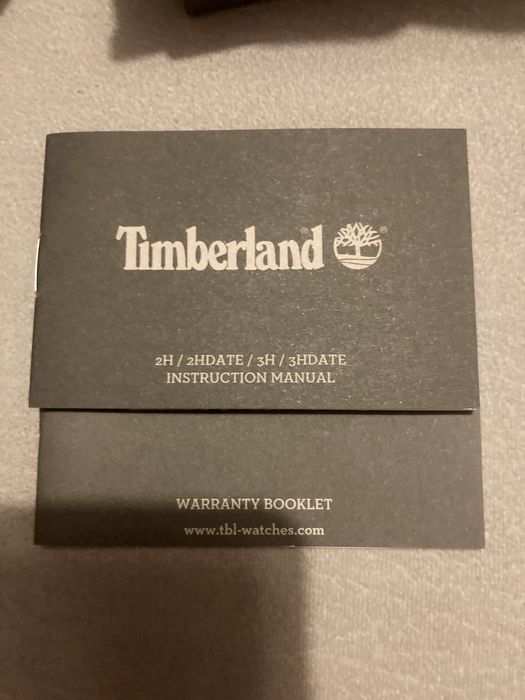 Timberland® ®
2H / 2HDATE / 3H / 3HDATE
INSTRUCTION MANUAL
WARRANTY BOOKLET
www.tbl-watches.com